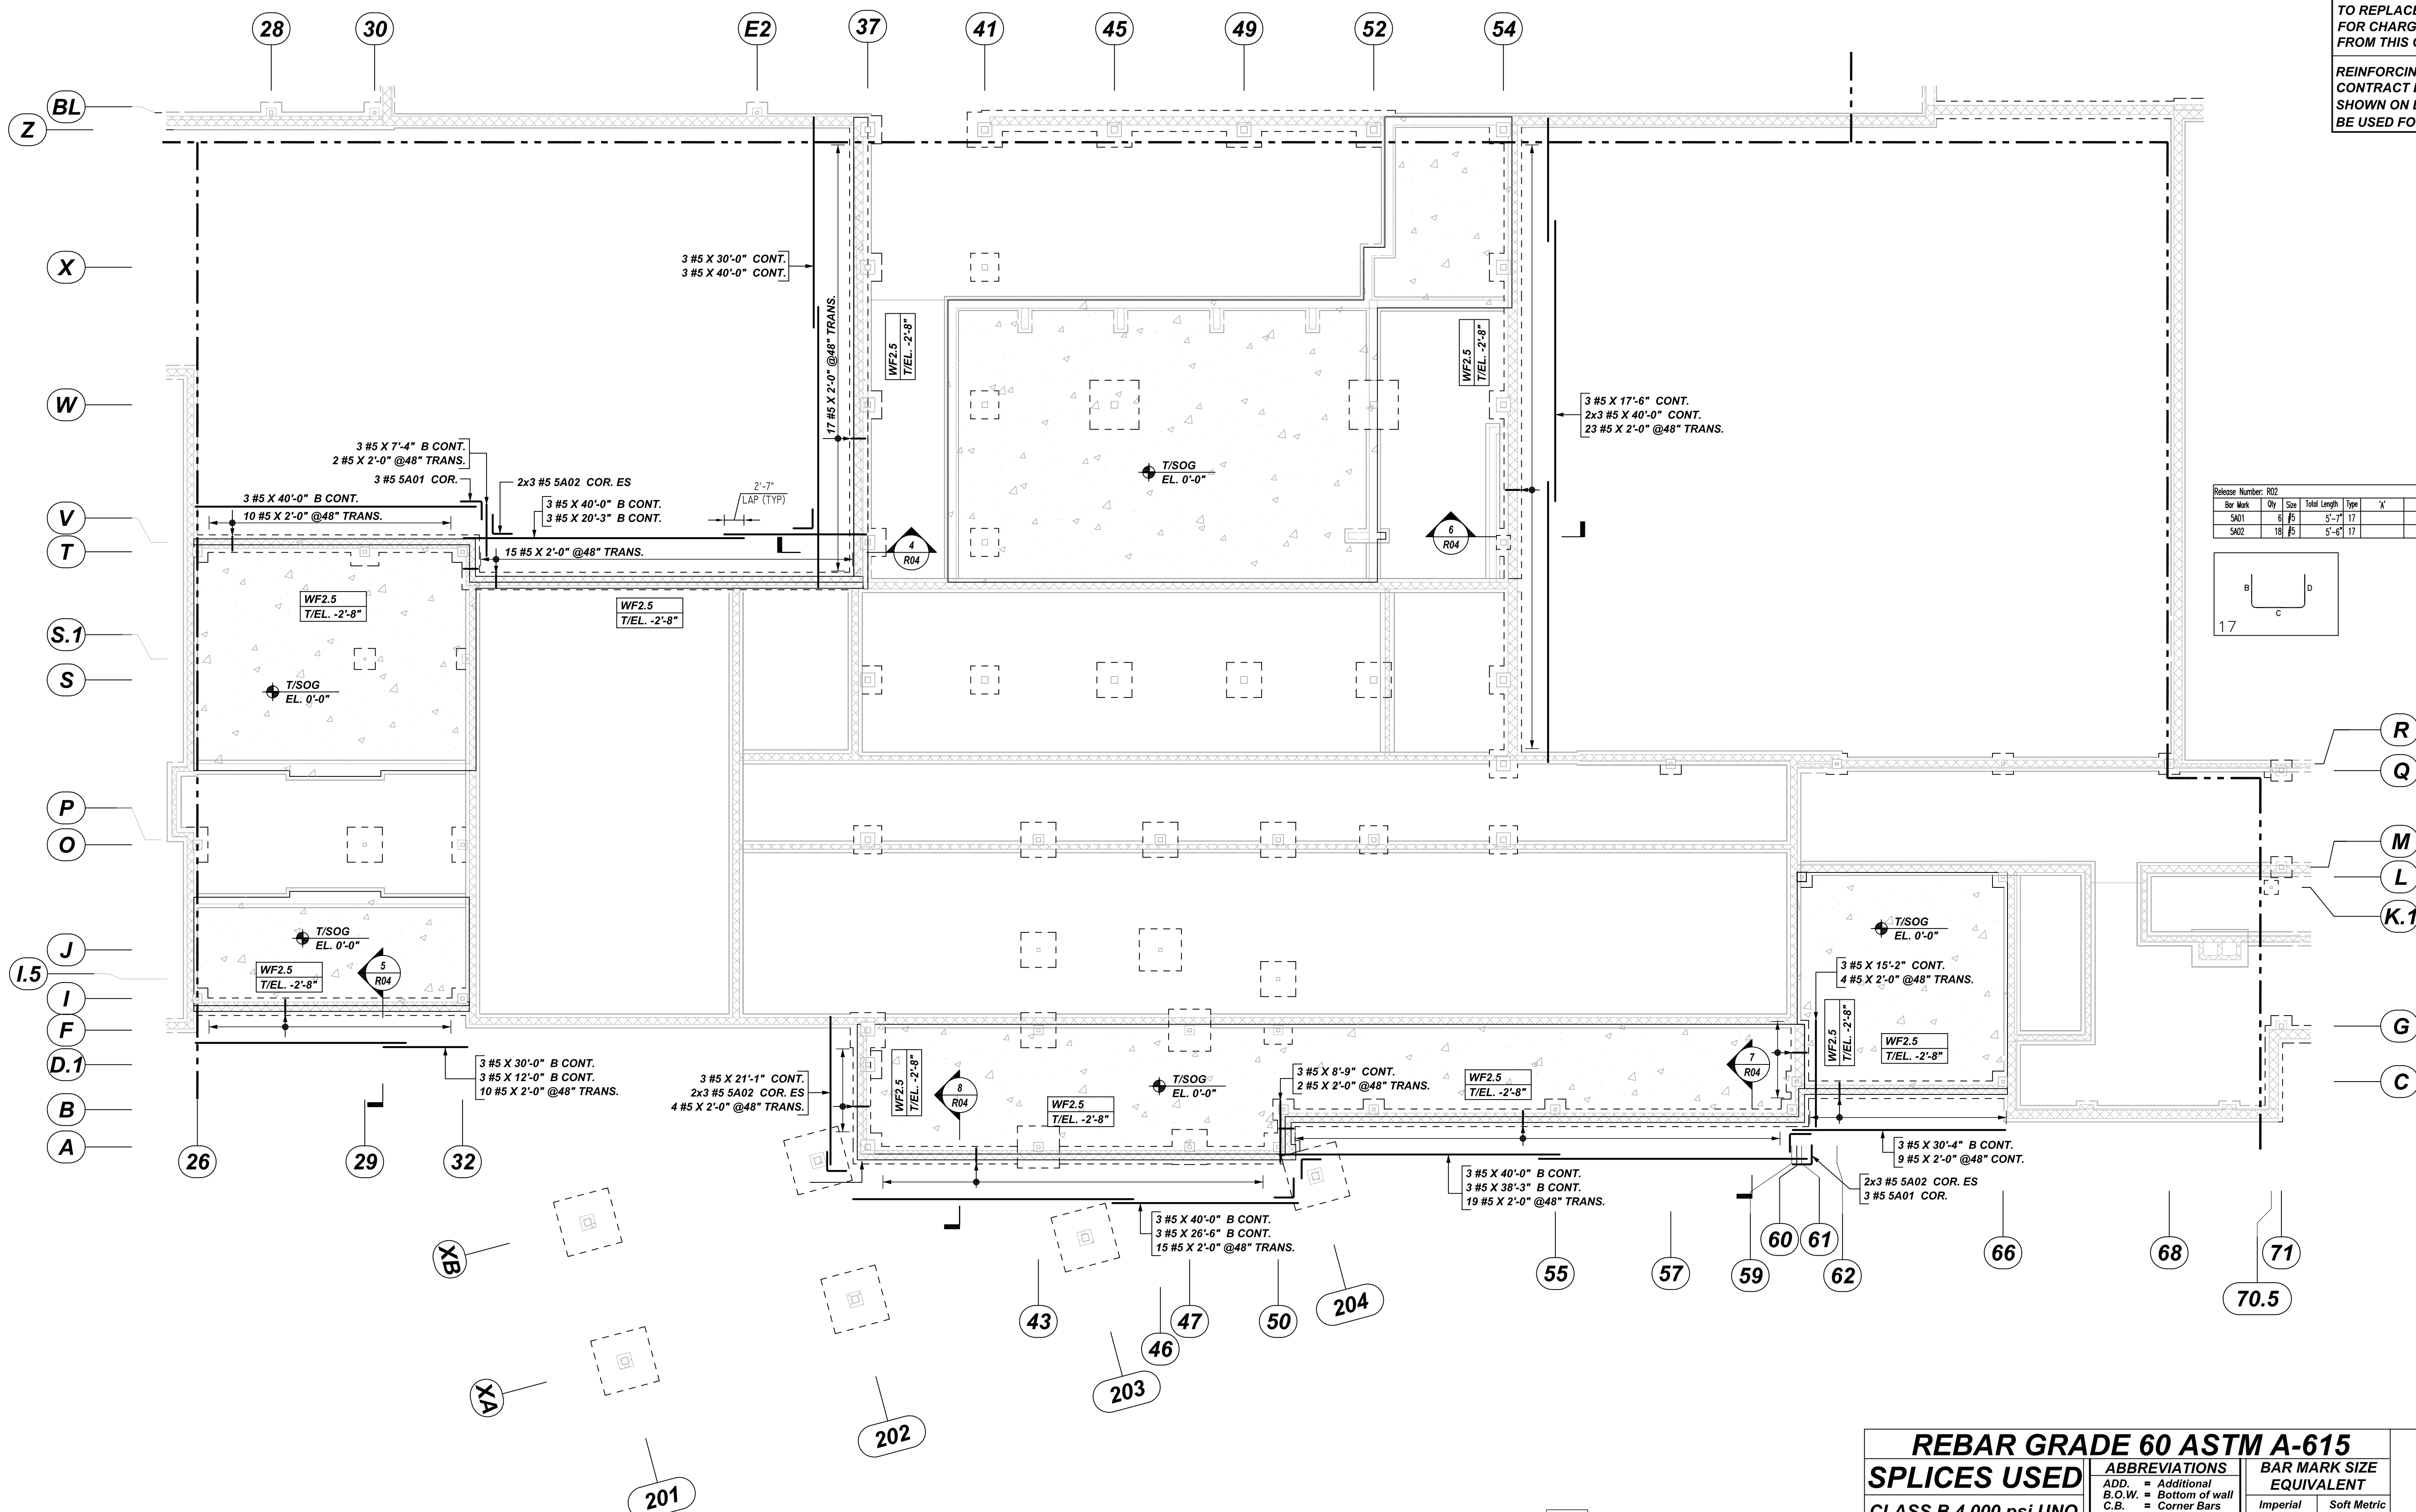 28
30
E2
37
41
45
49
52
54
TO REPLACE
FOR CHARG
FROM THIS
REINFORCIN
CONTRACT
SHOWN ON
BE USED FO
BL
Z
X
W
V
T
S.1
S
P
O
J
I.5
I
F
D.1
B
A
3 #5 X 30'-0" CONT.
3 #5 X 40'-0" CONT.
17 #5 X 2'-0" @48" TRANS.
WF2.5
T/EL. -2'-8"
WF2.5
T/EL. -2'-8"
3 #5 X 17'-6" CONT.
2x3 #5 X 40'-0" CONT.
23 #5 X 2'-0" @48" TRANS.
3 #5 X 7'-4" B CONT.
2 #5 X 2'-0" @48" TRANS.
3 #5 5A01 COR.
2x3 #5 5A02 COR. ES
3 #5 X 40'-0" B CONT.
10 #5 X 2'-0" @48" TRANS.
3 #5 X 40'-0" B CONT.
3 #5 X 20'-3" B CONT.
2'-7"
LAP (TYP)
15 #5 X 2'-0" @48" TRANS.
T/SOG
EL. 0'-0"
4
R04
6
R04
Release Number: R02
Bar Mark Qty Size Total Length Type 'A'
5A01 6 #5 5'-7" 17
5A02 18 #5 5'-6" 17
B
D
C
17
WF2.5
T/EL. -2'-8"
WF2.5
T/EL. -2'-8"
T/SOG
EL. 0'-0"
R
Q
M
L
K.1
G
C
T/SOG
EL. 0'-0"
WF2.5
T/EL. -2'-8"
5
R04
T/SOG
EL. 0'-0"
3 #5 X 15'-2" CONT.
4 #5 X 2'-0" @48" TRANS.
WF2.5
T/EL. -2'-8"
WF2.5
T/EL. -2'-8"
3 #5 X 30'-0" B CONT.
3 #5 X 12'-0" B CONT.
10 #5 X 2'-0" @48" TRANS.
3 #5 X 21'-1" CONT.
2x3 #5 5A02 COR. ES
4 #5 X 2'-0" @48" TRANS.
WF2.5
T/EL. -2'-8"
8
R04
WF2.5
T/EL. -2'-8"
T/SOG
EL. 0'-0"
3 #5 X 8'-9" CONT.
2 #5 X 2'-0" @48" TRANS.
WF2.5
T/EL. -2'-8"
7
R04
3 #5 X 30'-4" B CONT.
9 #5 X 2'-0" @48" CONT.
2x3 #5 5A02 COR. ES
3 #5 5A01 COR.
3 #5 X 40'-0" B CONT.
3 #5 X 38'-3" B CONT.
19 #5 X 2'-0" @48" TRANS.
3 #5 X 40'-0" B CONT.
3 #5 X 26'-6" B CONT.
15 #5 X 2'-0" @48" TRANS.
26
29
32
43
46
47
50
55
57
59
60
61
62
66
68
70.5
71
XB
XA
201
202
203
204
REBAR GRADE 60 ASTM A-615
SPLICES USED
CLASS B 4,000 psi UNO
ABBREVIATIONS
ADD. = Additional
B.O.W. = Bottom of wall
C.B. = Corner Bars
BAR MARK SIZE
EQUIVALENT
Imperial
Soft Metric